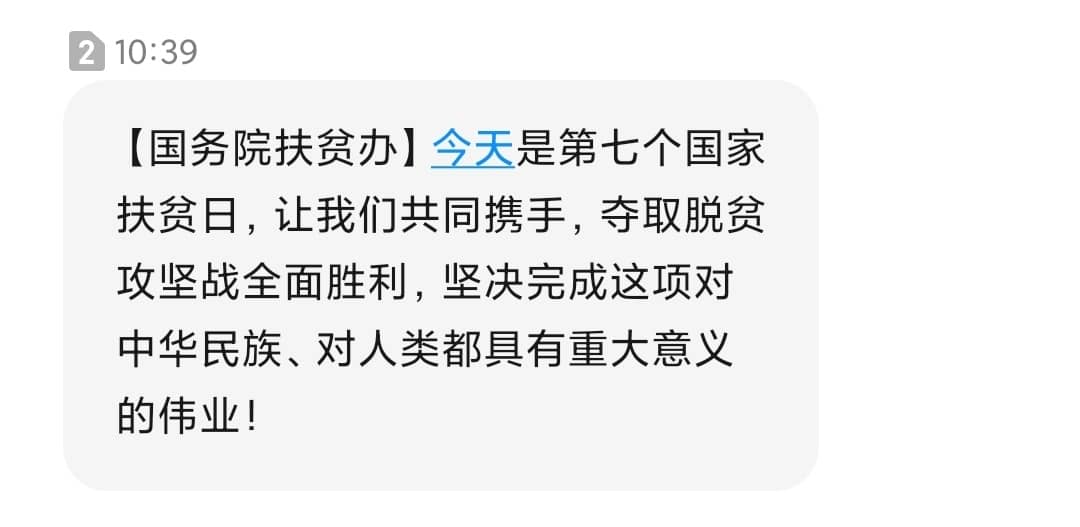 2 10:39
【国务院扶贫办】今天是第七个国家
扶贫日，让我们共同携手，夺取脱贫
攻坚战全面胜利，坚决完成这项对
中华民族、对人类都具有重大意义
的伟业！